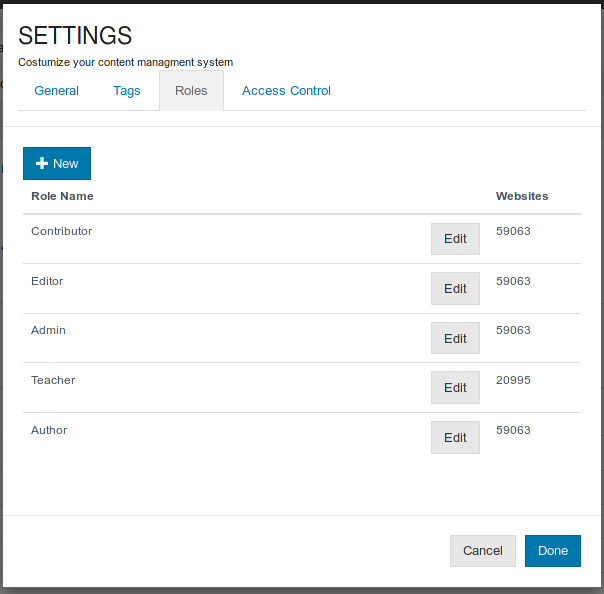 SETTINGS
Costumize your content managment system
General Tags Roles Access Control
New
Role Name Websites
Contributor Edit 59063
Editor Edit 59063
Admin Edit 59063
Teacher Edit 20995
Author Edit 59063
Cancel Done